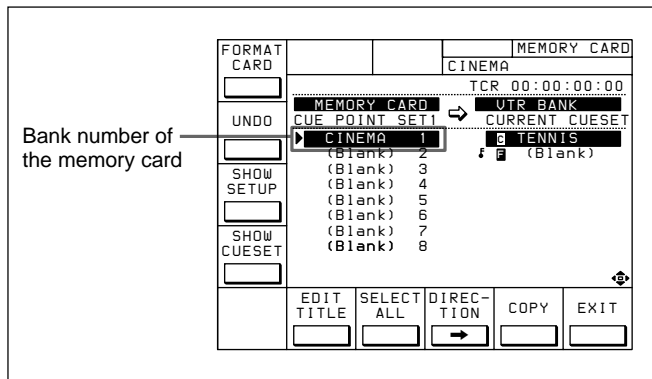 Bank number of
the memory card
FORMAT
CARD
UNDO
SHOW
SETUP
SHOW
CUESET
MEMORY CARD
CINEMA
TCR 00:00:00:00
MEMORY CARD ⇨ VTR BANK
CUE POINT SET1 CURRENT CUESET
CINEMA 1 C TENNIS
(Blank) 2 F (Blank)
(Blank) 3
(Blank) 4
(Blank) 5
(Blank) 6
(Blank) 7
(Blank) 8
EDIT
TITLE
SELECT
ALL
DIREC-
TION
COPY
EXIT